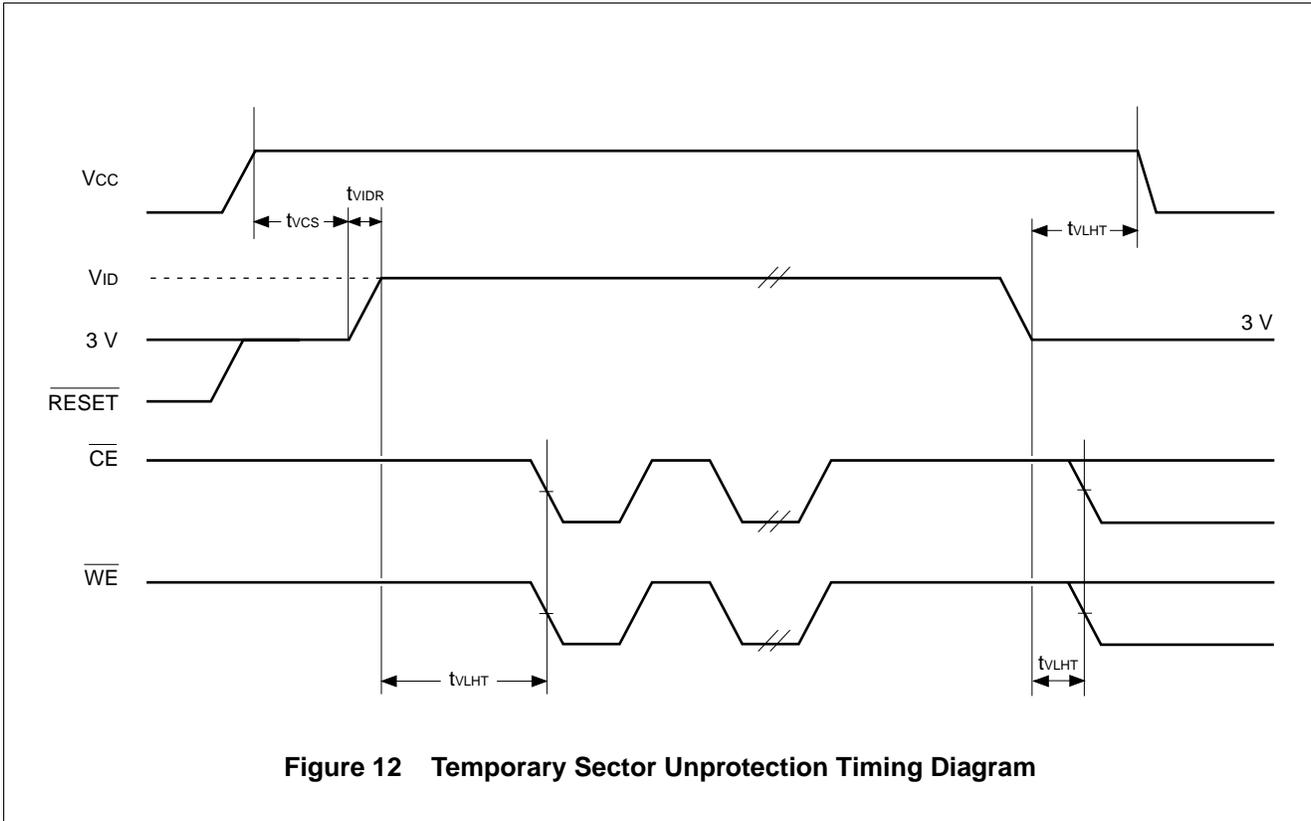 VCC
tVIDR
tVCS
tVLHT
VID
3 V
3 V
RESET
CE
WE
tVLHT
tVLHT
Figure 12 Temporary Sector Unprotection Timing Diagram